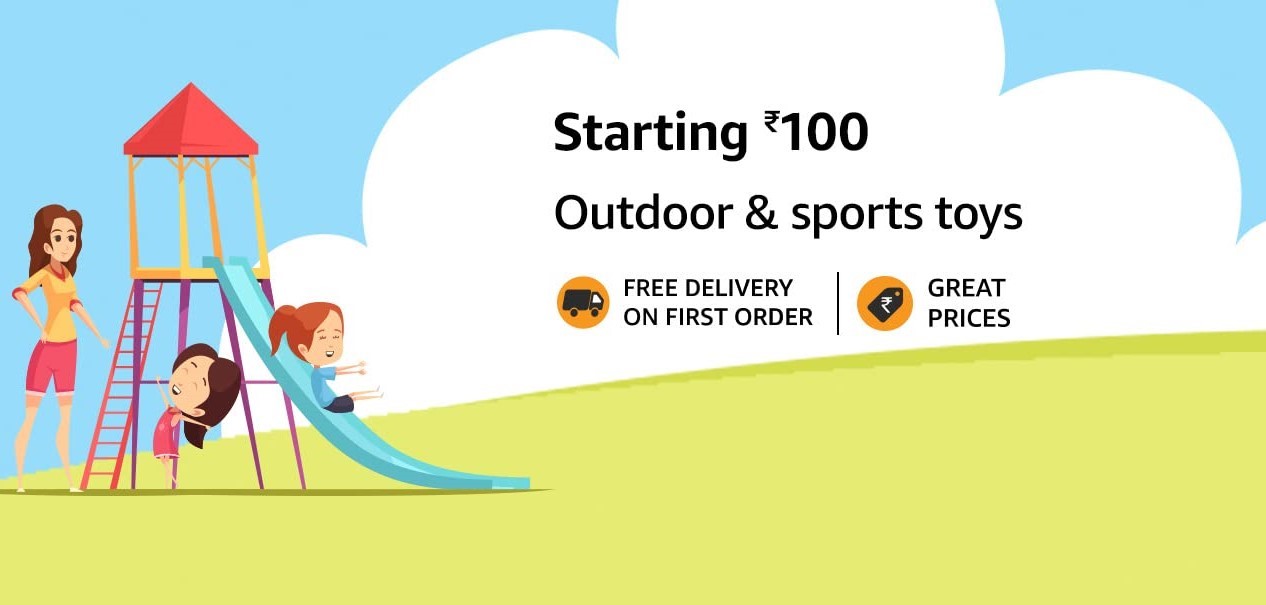 Starting ₹100
Outdoor & sports toys
FREE DELIVERY
ON FIRST ORDER
₹
GREAT
PRICES